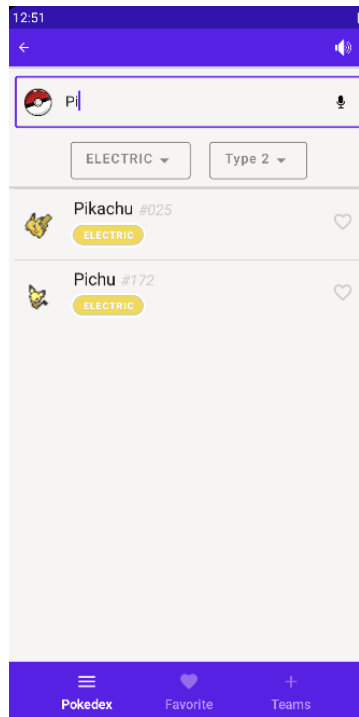 12:51
Pi
ELECTRIC Type 2
Pikachu #025
ELECTRIC
Pichu #172
ELECTRIC
Pokedex Favorite Teams